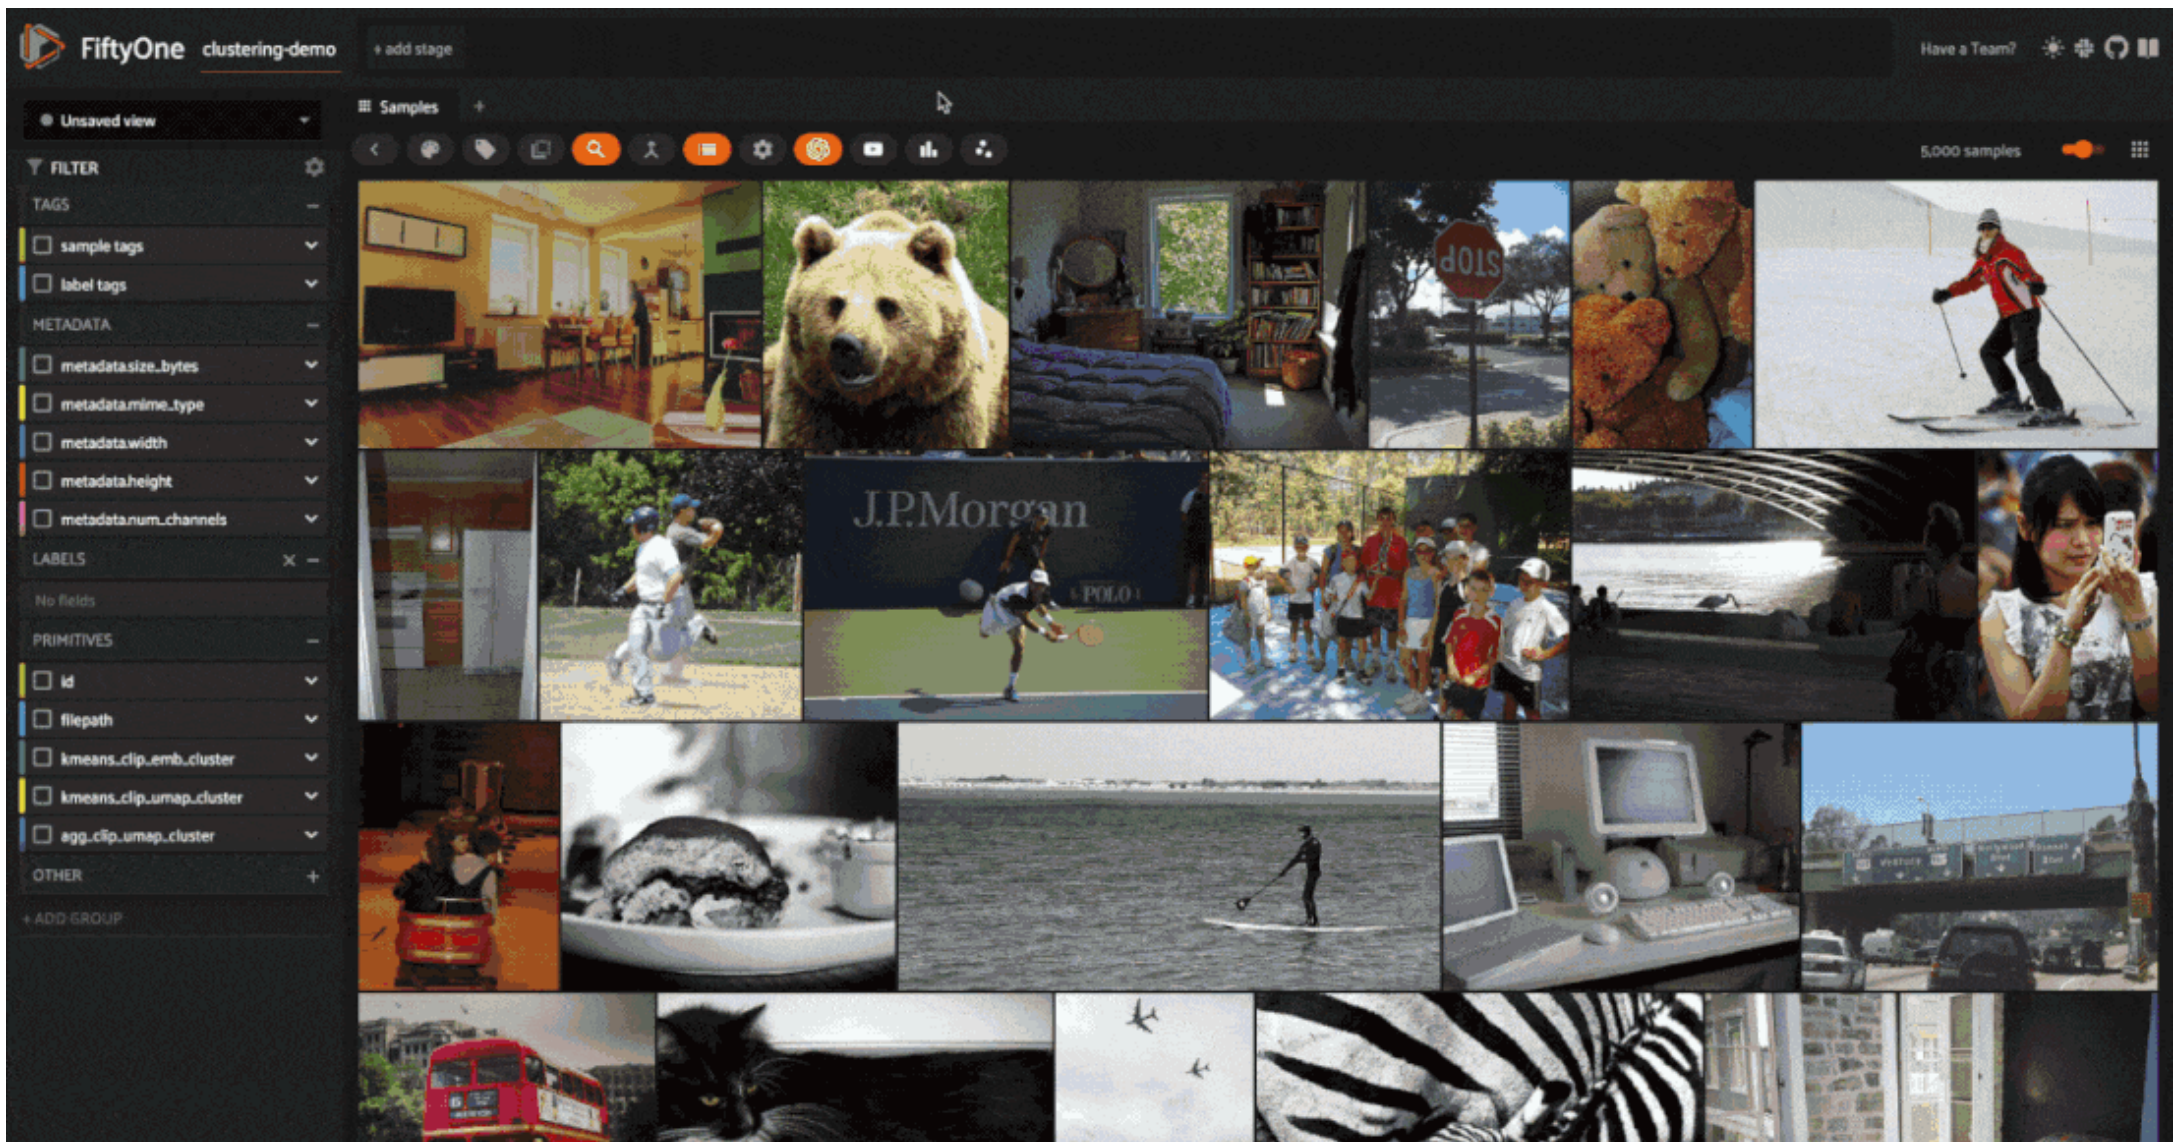 FiftyOne
clustering-demo
+ add stage
Have a Team?
Unsaved view
Samples
+
5,000 samples
FILTER
TAGS
sample tags
label tags
METADATA
metadata.size_bytes
metadata.mime_type
metadata.width
metadata.height
metadata.num_channels
LABELS
No fields
PRIMITIVES
id
filepath
kmeans_clip_emb_cluster
kmeans_clip_umap_cluster
agg_clip_umap_cluster
OTHER
+ ADD GROUP
STOP
J.P.Morgan
POLO
Ventura